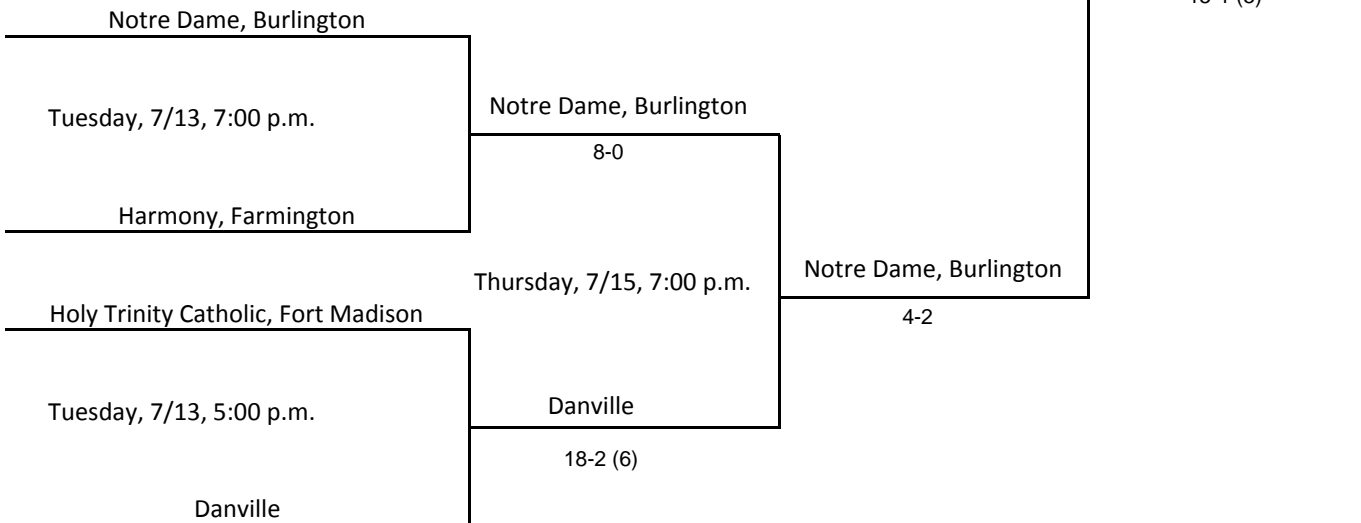 Notre Dame, Burlington
Tuesday, 7/13, 7:00 p.m.
Notre Dame, Burlington
8-0
Harmony, Farmington
Thursday, 7/15, 7:00 p.m.
Notre Dame, Burlington
4-2
Holy Trinity Catholic, Fort Madison
Tuesday, 7/13, 5:00 p.m.
Danville
18-2 (6)
Danville